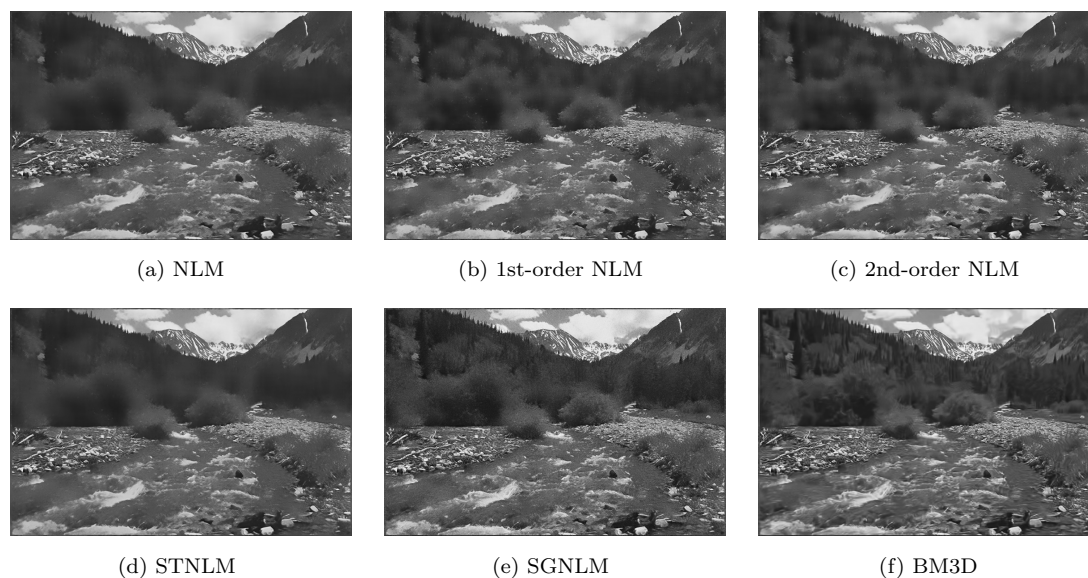 (a) NLM
(b) 1st-order NLM
(c) 2nd-order NLM
(d) STNLM
(e) SGNLM
(f) BM3D